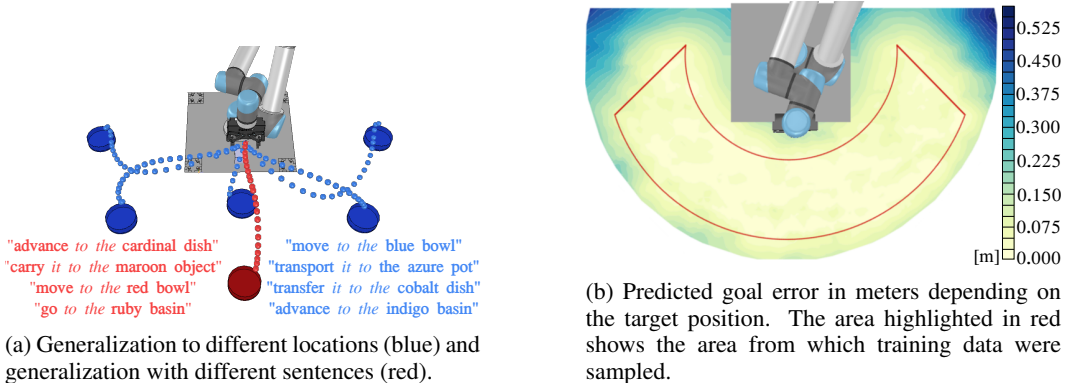 "advance to the cardinal dish"
"carry it to the maroon object"
"move to the red bowl"
"go to the ruby basin"
"move to the blue bowl"
"transport it to the azure pot"
"transfer it to the cobalt dish"
"advance to the indigo basin"
(a) Generalization to different locations (blue) and
generalization with different sentences (red).
0.525
0.450
0.375
0.300
0.225
0.150
0.075
[m]
0.000
(b) Predicted goal error in meters depending on
the target position. The area highlighted in red
shows the area from which training data were
sampled.